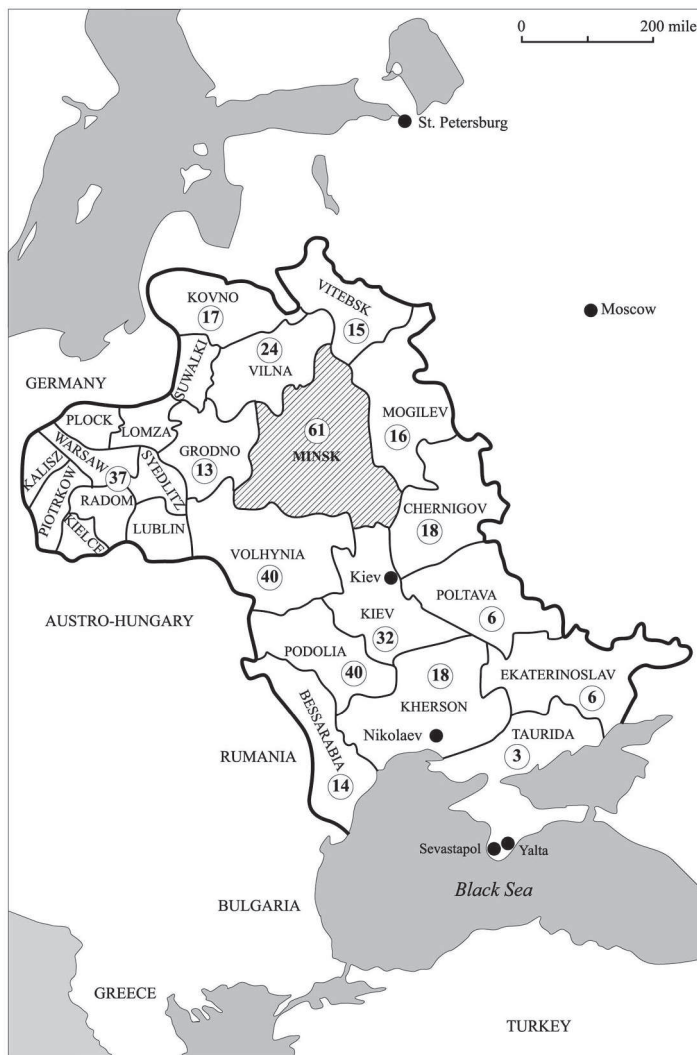 0
200 mile
St. Petersburg
Moscow
VITEBSK
15
KOVNO
17
24
VILNA
SUWALKI
GERMANY
MOGILEV
16
61
MINSK
PLOCK
LOMZA
GRODNO
13
WARSAW
37
KALISZ
SYEDLITZ
PIOTRKOW
RADOM
KIELCE
LUBLIN
CHERNIGOV
18
VOLHYNIA
40
Kiev
POLTAVA
6
AUSTRO-HUNGARY
KIEV
32
PODOLIA
40
18
KHERSON
EKATERINOSLAV
6
BESSARABIA
14
Nikolaev
TAURIDA
3
RUMANIA
Sevastapol
Yalta
Black Sea
BULGARIA
GREECE
TURKEY